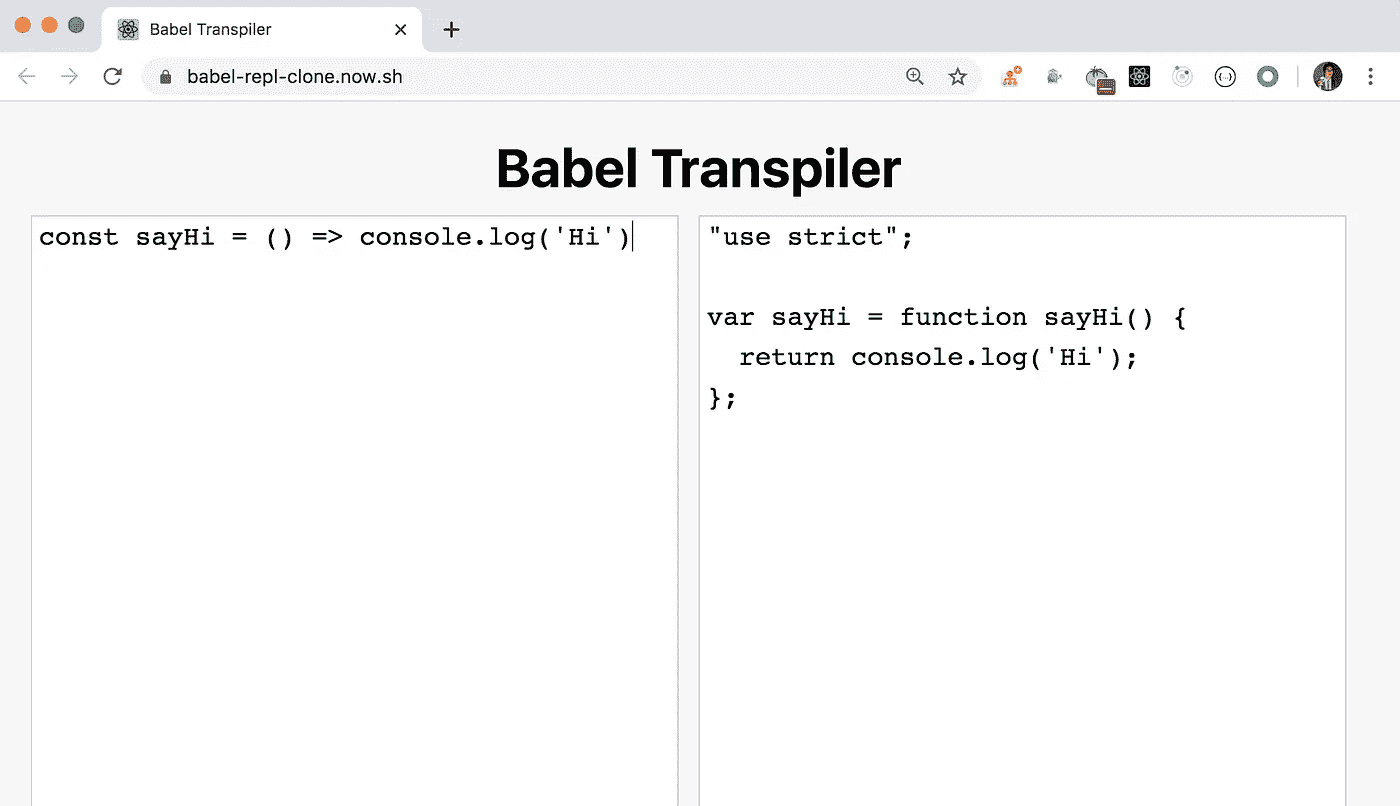 Babel Transpiler
babel-repl-clone.now.sh
Babel Transpiler
const sayHi = () => console.log('Hi')
"use strict";
var sayHi = function sayHi() {
  return console.log('Hi');
};